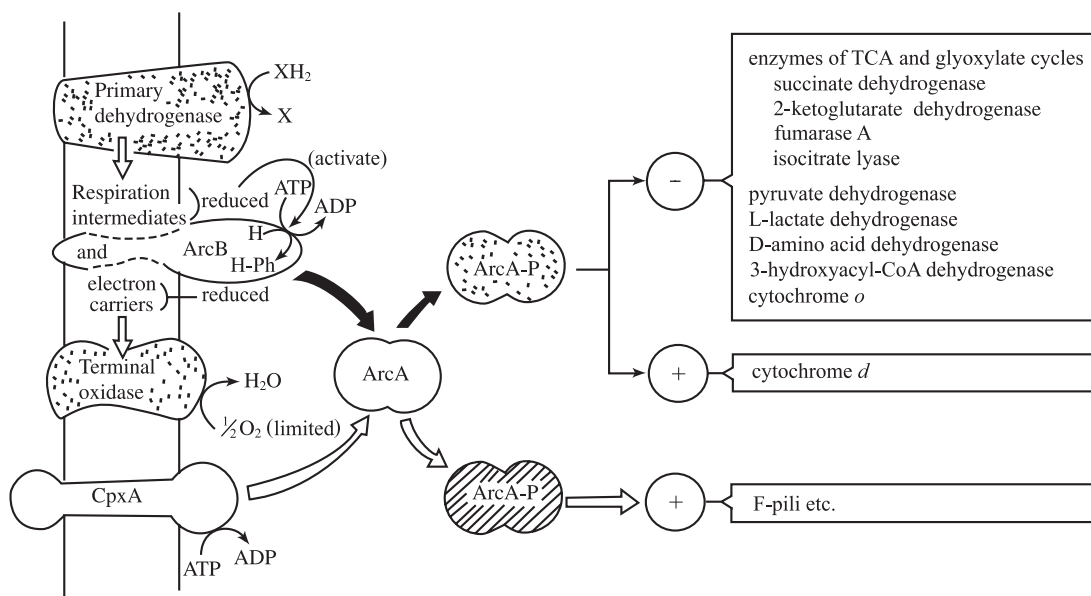 Primary
dehydrogenase
XH2
X
Respiration
intermediates
reduced
(activate)
ATP
ADP
H
H-Ph
and
ArcB
electron
carriers
reduced
Terminal
oxidase
H2O
½O2 (limited)
CpxA
ATP
ADP
ArcA
ArcA-P
ArcA-P
-
enzymes of TCA and glyoxylate cycles
succinate dehydrogenase
2-ketoglutarate dehydrogenase
fumarase A
isocitrate lyase
pyruvate dehydrogenase
L-lactate dehydrogenase
D-amino acid dehydrogenase
3-hydroxyacyl-CoA dehydrogenase
cytochrome o
+
cytochrome d
+
F-pili etc.